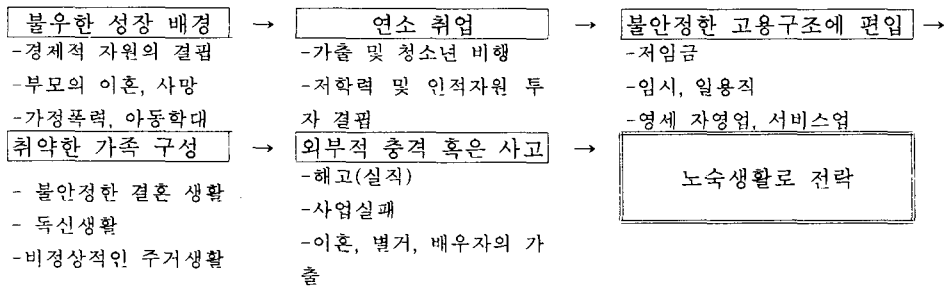 불우한 성장 배경 → 연소 취업 → 불안정한 고용구조에 편입 →
-경제적 자원의 결핍
-부모의 이혼, 사망
-가정폭력, 아동학대
-가출 및 청소년 비행
-저학력 및 인적자원 투
자 결핍
-저임금
-임시, 일용직
-영세 자영업, 서비스업
취약한 가족 구성 → 외부적 충격 혹은 사고 →
- 불안정한 결혼 생활
- 독신생활
-비정상적인 주거생활
-해고(실직)
-사업실패
-이혼, 별거, 배우자의 가
출
노숙생활로 전락